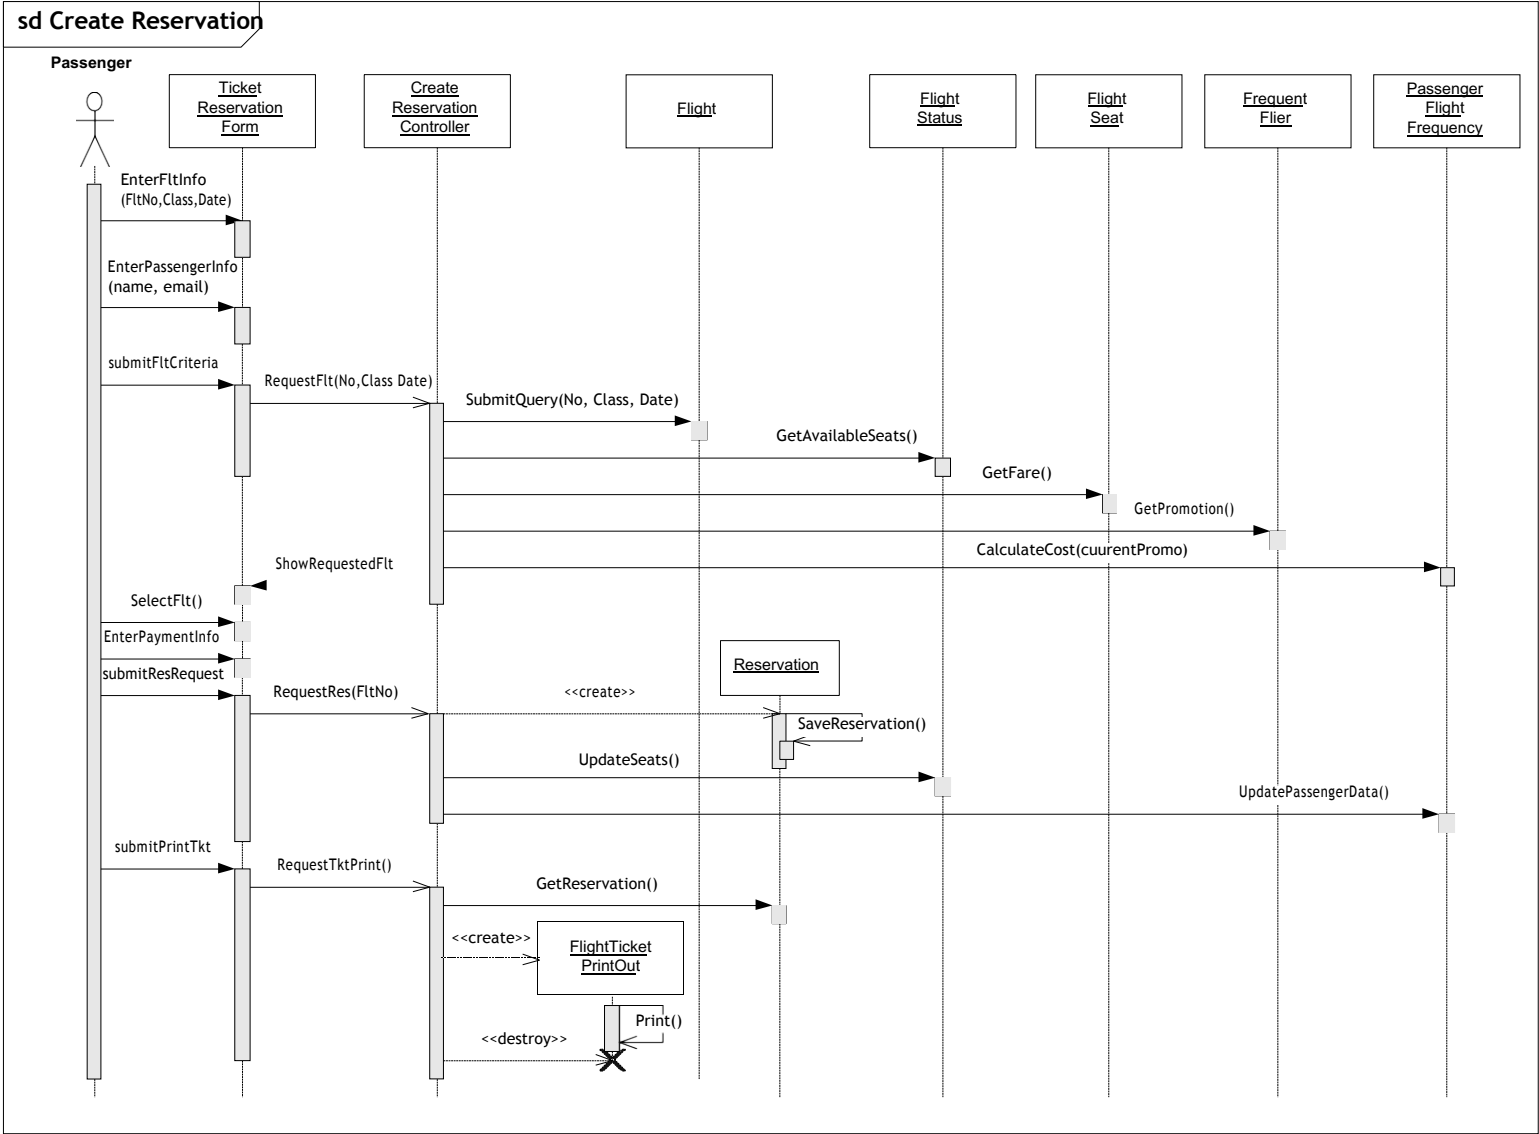 sd Create Reservation
Passenger
Ticket
Reservation
Form
Create
Reservation
Controller
Flight
Flight
Status
Flight
Seat
Frequent
Flier
Passenger
Flight
Frequency
EnterFltInfo
(FltNo,Class,Date)
EnterPassengerInfo
(name, email)
submitFltCriteria
RequestFlt(No,Class Date)
SubmitQuery(No, Class, Date)
GetAvailableSeats()
GetFare()
GetPromotion()
CalculateCost(cuurentPromo)
ShowRequestedFlt
SelectFlt()
EnterPaymentInfo
submitResRequest
Reservation
RequestRes(FltNo)
<<create>>
SaveReservation()
UpdateSeats()
UpdatePassengerData()
submitPrintTkt
RequestTktPrint()
GetReservation()
<<create>>
FlightTicket
PrintOut
Print()
<<destroy>>